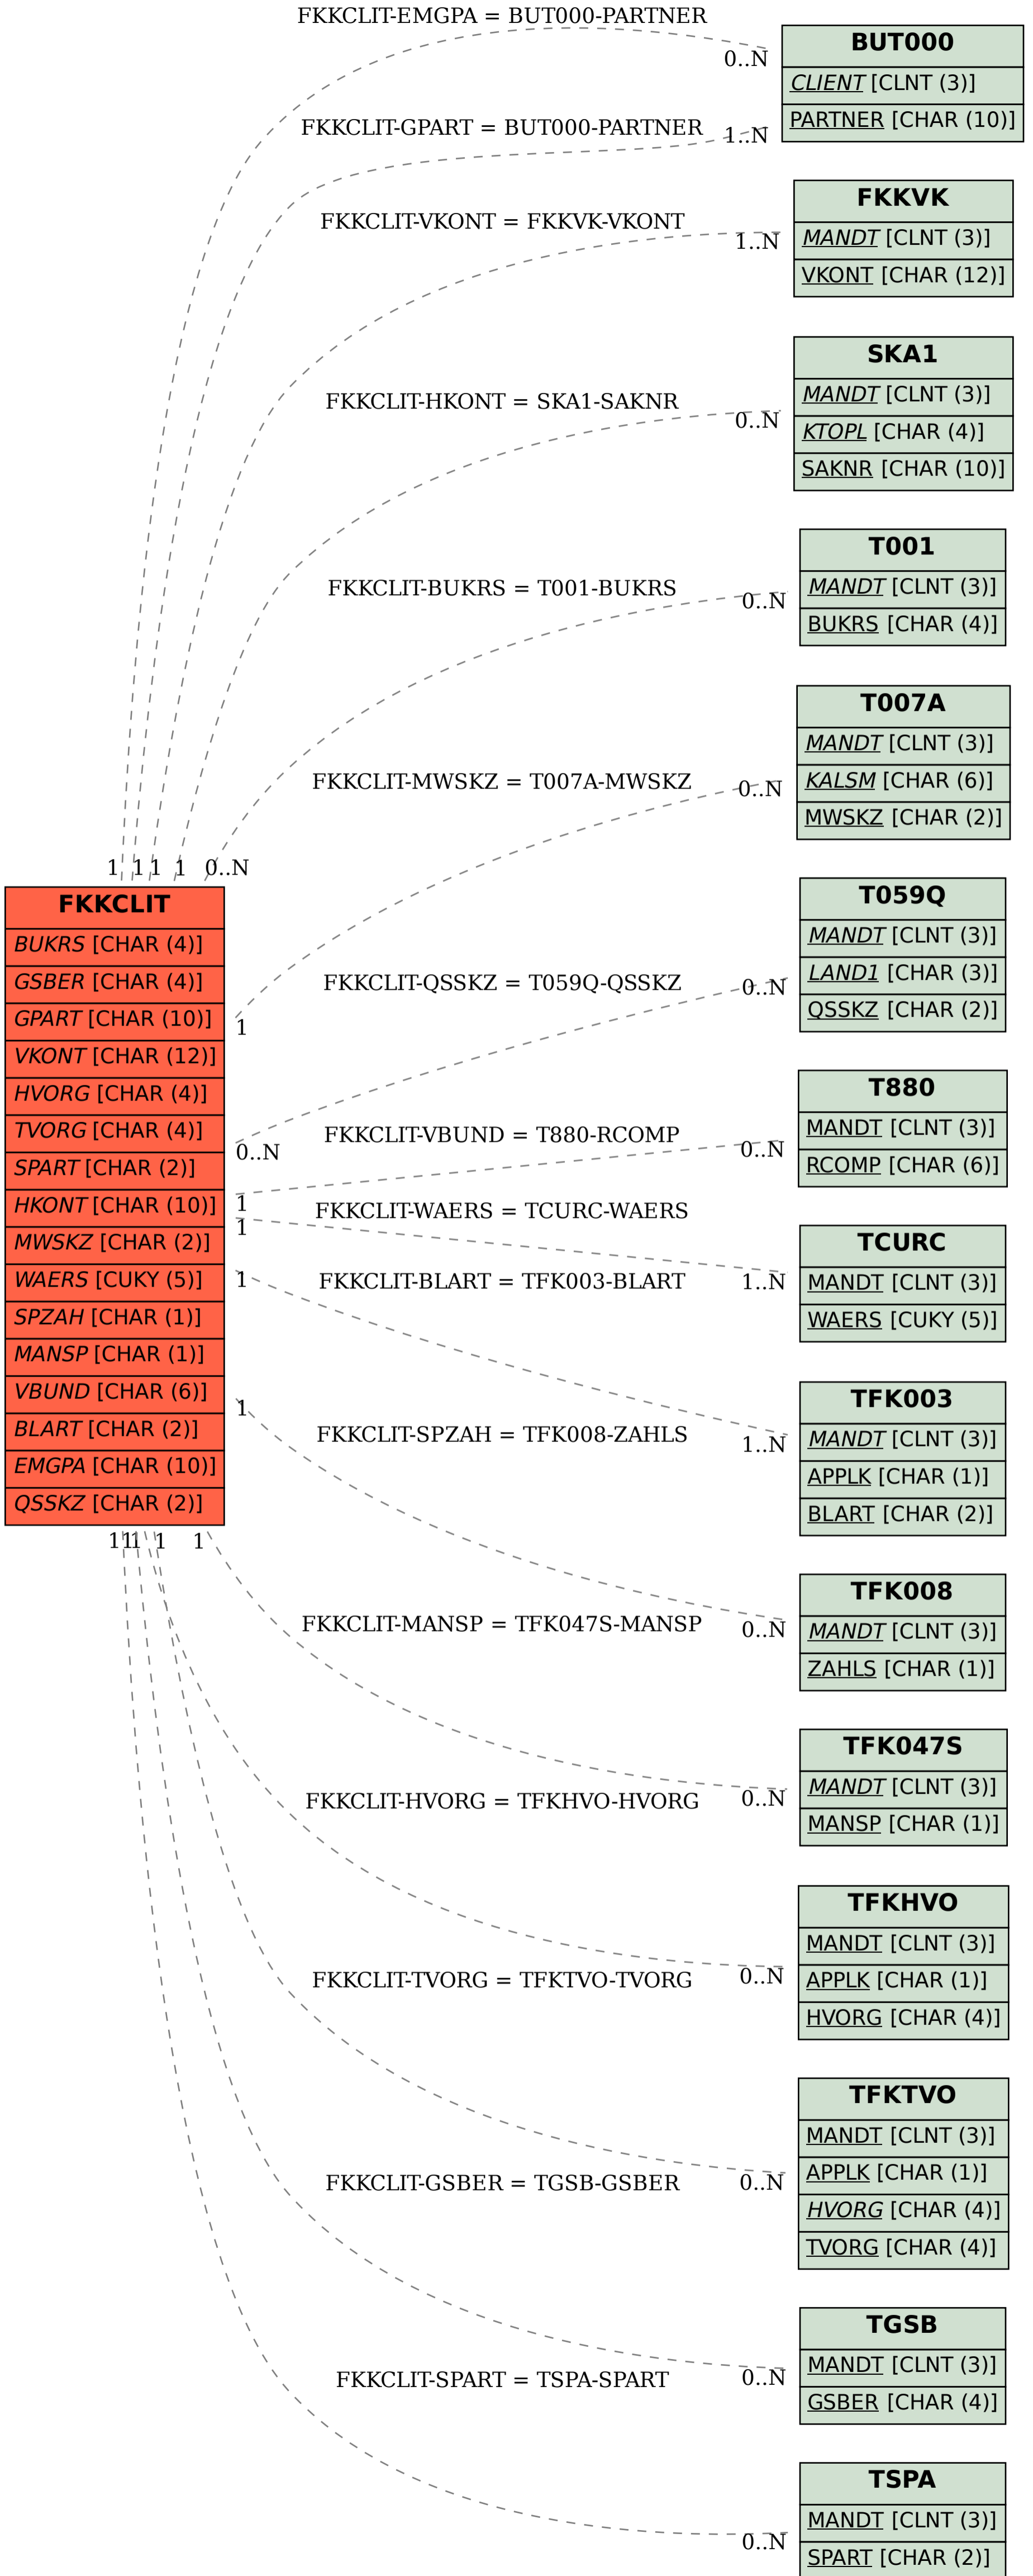 FKKCLIT-EMGPA = BUT000-PARTNER
0..N
BUT000
CLIENT [CLNT (3)]
PARTNER [CHAR (10)]
FKKCLIT-GPART = BUT000-PARTNER
1..N
FKKVK
MANDT [CLNT (3)]
VKONT [CHAR (12)]
FKKCLIT-VKONT = FKKVK-VKONT
1..N
SKA1
MANDT [CLNT (3)]
KTOPL [CHAR (4)]
SAKNR [CHAR (10)]
FKKCLIT-HKONT = SKA1-SAKNR
0..N
T001
MANDT [CLNT (3)]
BUKRS [CHAR (4)]
FKKCLIT-BUKRS = T001-BUKRS
0..N
T007A
MANDT [CLNT (3)]
KALSM [CHAR (6)]
MWSKZ [CHAR (2)]
FKKCLIT-MWSKZ = T007A-MWSKZ
0..N
1 1 1 1 0..N
FKKCLIT
BUKRS [CHAR (4)]
GSBER [CHAR (4)]
GPART [CHAR (10)]
VKONT [CHAR (12)]
HVORG [CHAR (4)]
TVORG [CHAR (4)]
SPART [CHAR (2)]
HKONT [CHAR (10)]
MWSKZ [CHAR (2)]
WAERS [CUKY (5)]
SPZAH [CHAR (1)]
MANSP [CHAR (1)]
VBUND [CHAR (6)]
BLART [CHAR (2)]
EMGPA [CHAR (10)]
QSSKZ [CHAR (2)]
1
0..N
1
1
1
1
1 1 1 1 1
T059Q
MANDT [CLNT (3)]
LAND1 [CHAR (3)]
QSSKZ [CHAR (2)]
FKKCLIT-QSSKZ = T059Q-QSSKZ
0..N
T880
MANDT [CLNT (3)]
RCOMP [CHAR (6)]
FKKCLIT-VBUND = T880-RCOMP
0..N
FKKCLIT-WAERS = TCURC-WAERS
1..N
TCURC
MANDT [CLNT (3)]
WAERS [CUKY (5)]
FKKCLIT-BLART = TFK003-BLART
1..N
TFK003
MANDT [CLNT (3)]
APPLK [CHAR (1)]
BLART [CHAR (2)]
FKKCLIT-SPZAH = TFK008-ZAHLS
0..N
TFK008
MANDT [CLNT (3)]
ZAHLS [CHAR (1)]
FKKCLIT-MANSP = TFK047S-MANSP
0..N
TFK047S
MANDT [CLNT (3)]
MANSP [CHAR (1)]
FKKCLIT-HVORG = TFKHVO-HVORG
0..N
TFKHVO
MANDT [CLNT (3)]
APPLK [CHAR (1)]
HVORG [CHAR (4)]
FKKCLIT-TVORG = TFKTVO-TVORG
0..N
TFKTVO
MANDT [CLNT (3)]
APPLK [CHAR (1)]
HVORG [CHAR (4)]
TVORG [CHAR (4)]
FKKCLIT-GSBER = TGSB-GSBER
0..N
TGSB
MANDT [CLNT (3)]
GSBER [CHAR (4)]
FKKCLIT-SPART = TSPA-SPART
0..N
TSPA
MANDT [CLNT (3)]
SPART [CHAR (2)]